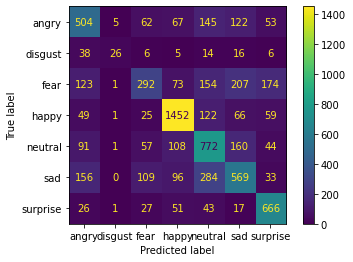 angry 504 5 62 67 145 122 53
disgust 38 26 6 5 14 16 6
fear 123 1 292 73 154 207 174
happy 49 1 25 1452 122 66 59
neutral 91 1 57 108 772 160 44
sad 156 0 109 96 284 569 33
surprise 26 1 27 51 43 17 666
angry disgust fear happy neutral sad surprise
Predicted label
True label
1400
1200
1000
800
600
400
200
0